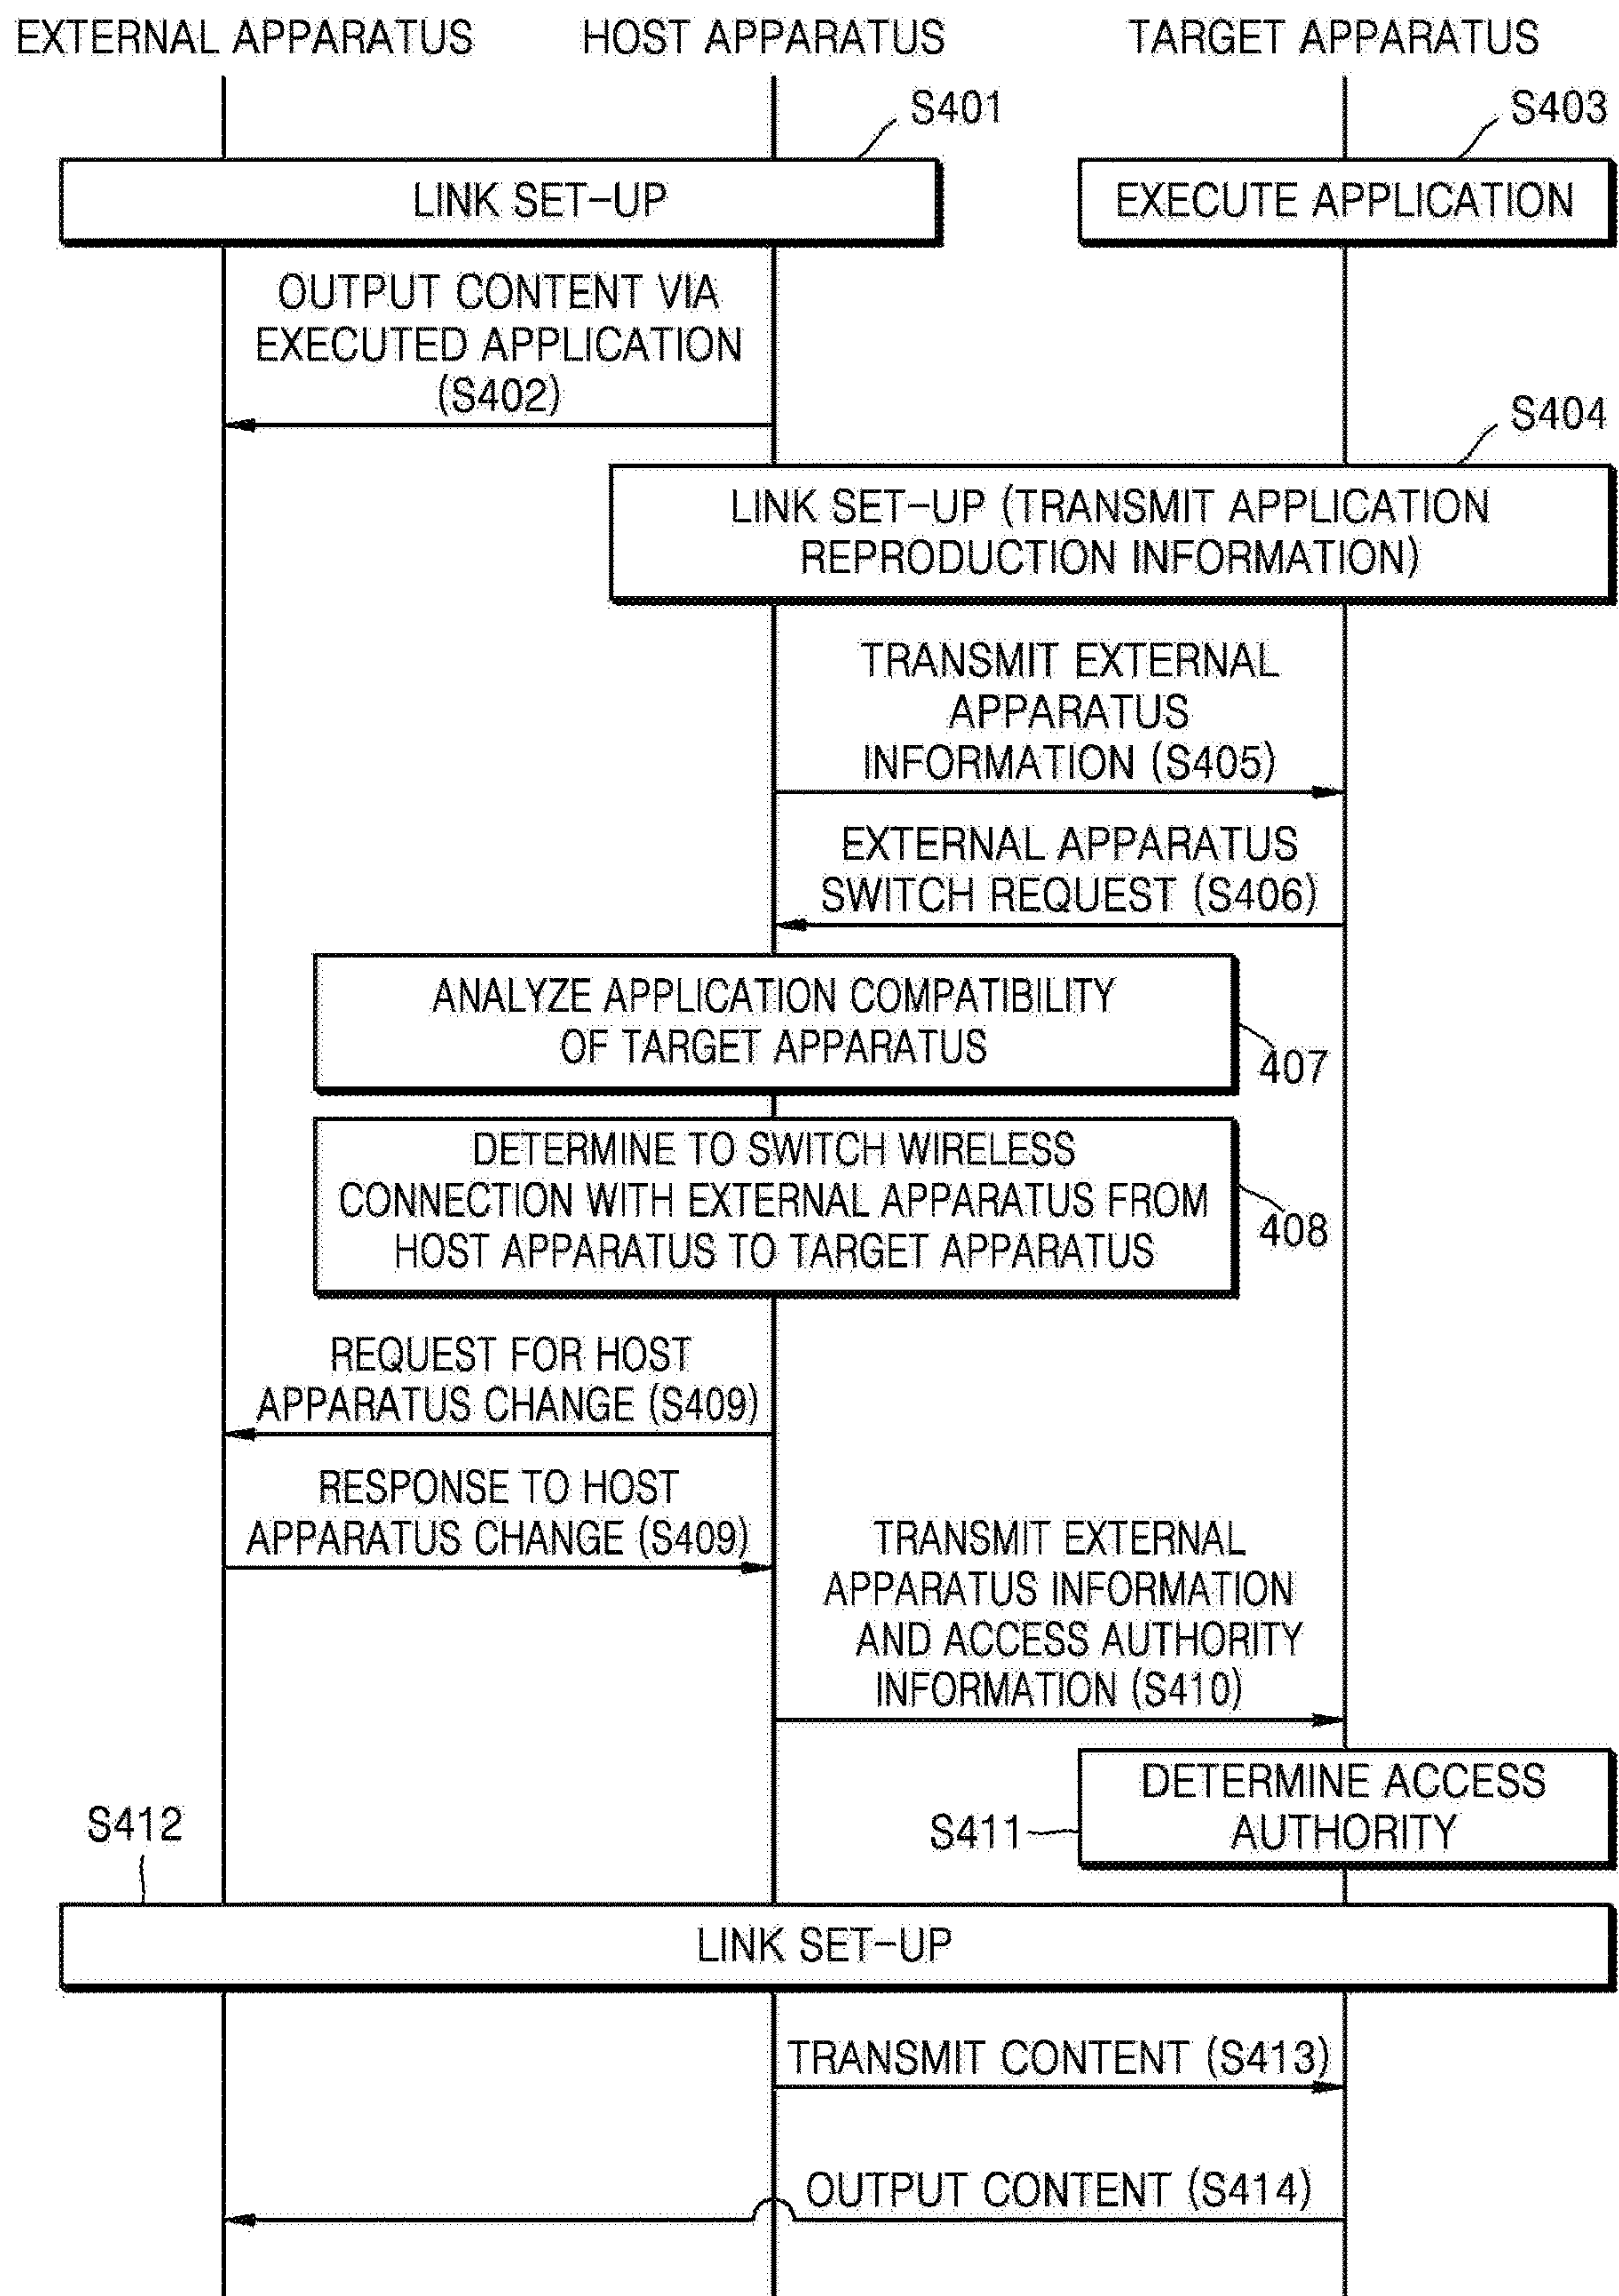 EXTERNAL APPARATUS
HOST APPARATUS
TARGET APPARATUS
S401
S403
LINK SET-UP
EXECUTE APPLICATION
OUTPUT CONTENT VIA
EXECUTED APPLICATION
(S402)
S404
LINK SET-UP (TRANSMIT APPLICATION
REPRODUCTION INFORMATION)
TRANSMIT EXTERNAL
APPARATUS
INFORMATION (S405)
EXTERNAL APPARATUS
SWITCH REQUEST (S406)
ANALYZE APPLICATION COMPATIBILITY
OF TARGET APPARATUS
407
DETERMINE TO SWITCH WIRELESS
CONNECTION WITH EXTERNAL APPARATUS FROM
HOST APPARATUS TO TARGET APPARATUS
408
REQUEST FOR HOST
APPARATUS CHANGE (S409)
RESPONSE TO HOST
APPARATUS CHANGE (S409)
TRANSMIT EXTERNAL
APPARATUS INFORMATION
AND ACCESS AUTHORITY
INFORMATION (S410)
DETERMINE ACCESS
AUTHORITY
S411
S412
LINK SET-UP
TRANSMIT CONTENT (S413)
OUTPUT CONTENT (S414)